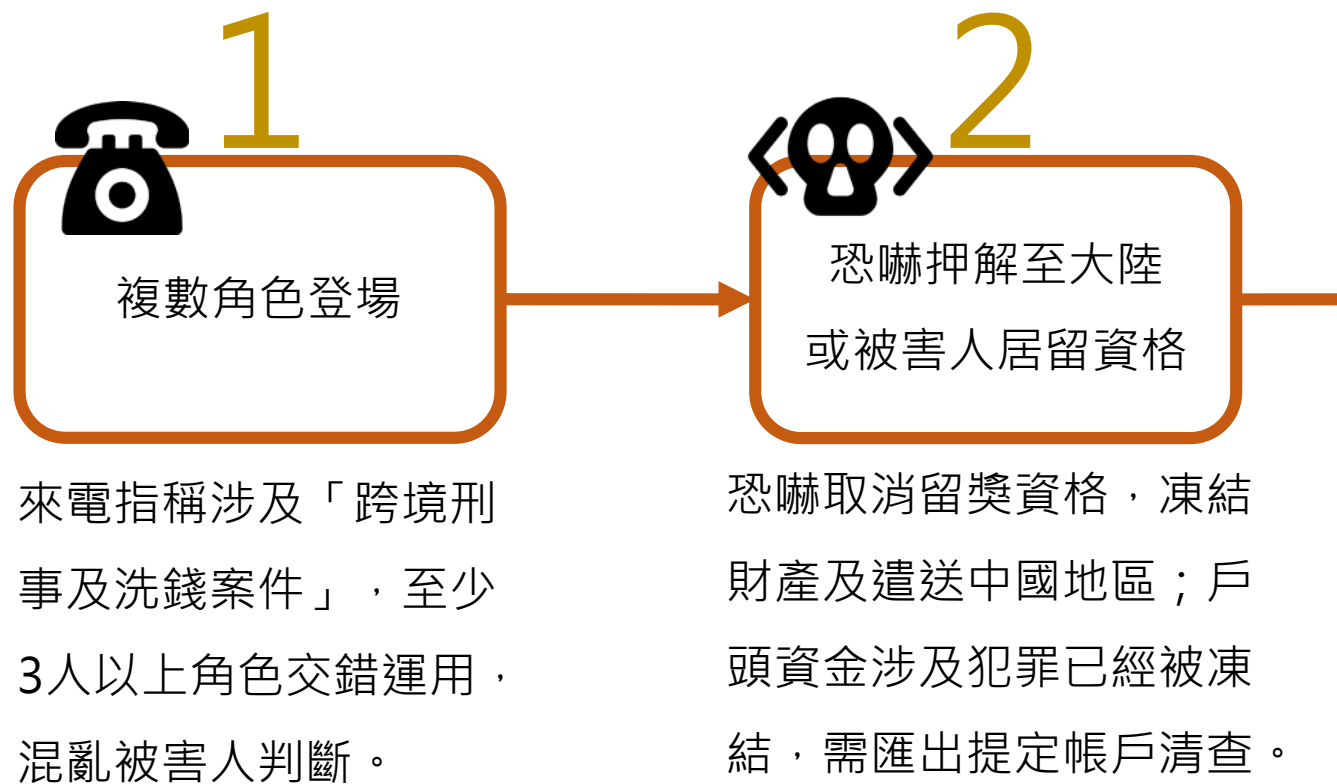 1
複數角色登場
來電指稱涉及「跨境刑
事及洗錢案件」，至少
3人以上角色交錯運用，
混亂被害人判斷。
2
恐嚇押解至大陸
或被害人居留資格
恐嚇取消留獎資格，凍結
財產及遣送中國地區；戶
頭資金涉及犯罪已經被凍
結，需匯出提定帳戶清查。